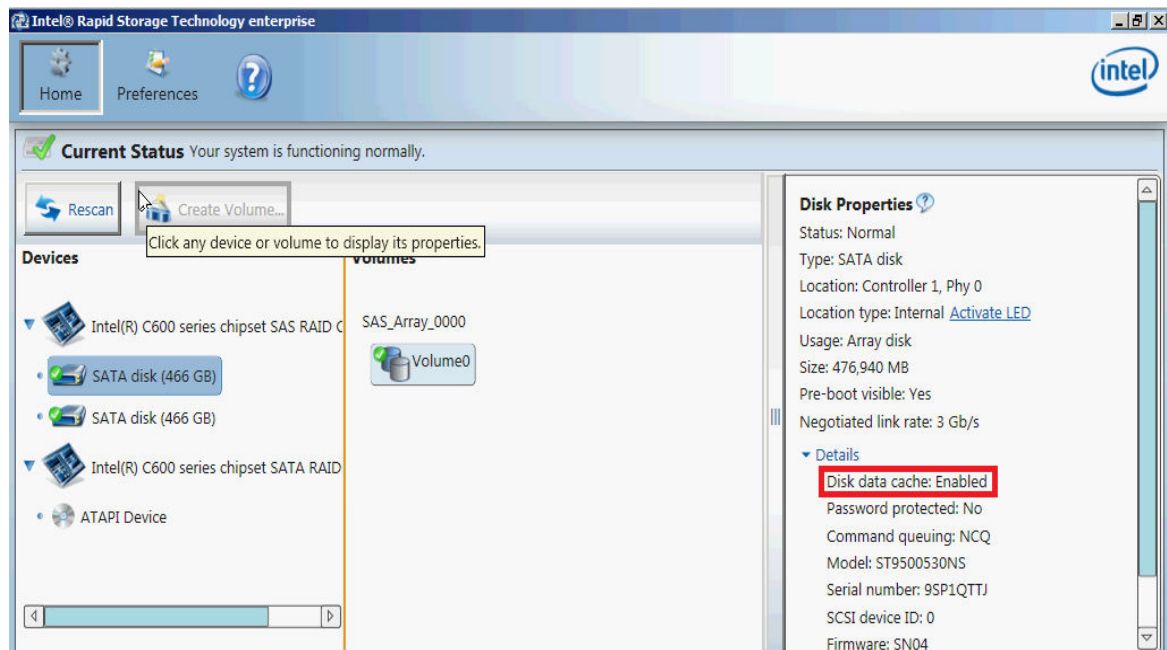 Intel® Rapid Storage Technology enterprise
Home
Preferences
?
intel
Current Status Your system is functioning normally.
Rescan
Create Volume...
Click any device or volume to display its properties.
Devices
Volumes
Intel(R) C600 series chipset SAS RAID C
SATA disk (466 GB)
SATA disk (466 GB)
Intel(R) C600 series chipset SATA RAID
ATAPI Device
SAS_Array_0000
Volume0
Disk Properties ?
Status: Normal
Type: SATA disk
Location: Controller 1, Phy 0
Location type: Internal Activate LED
Usage: Array disk
Size: 476,940 MB
Pre-boot visible: Yes
Negotiated link rate: 3 Gb/s
Details
Disk data cache: Enabled
Password protected: No
Command queuing: NCQ
Model: ST9500530NS
Serial number: 9SP1QTTJ
SCSI device ID: 0
Firmware: SN04